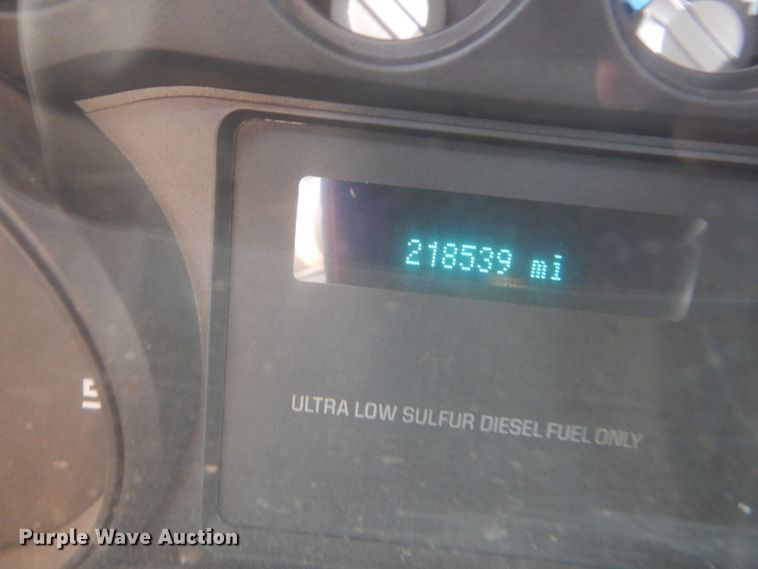 218539 mi
ULTRA LOW SULFUR DIESEL FUEL ONLY
Purple Wave Auction